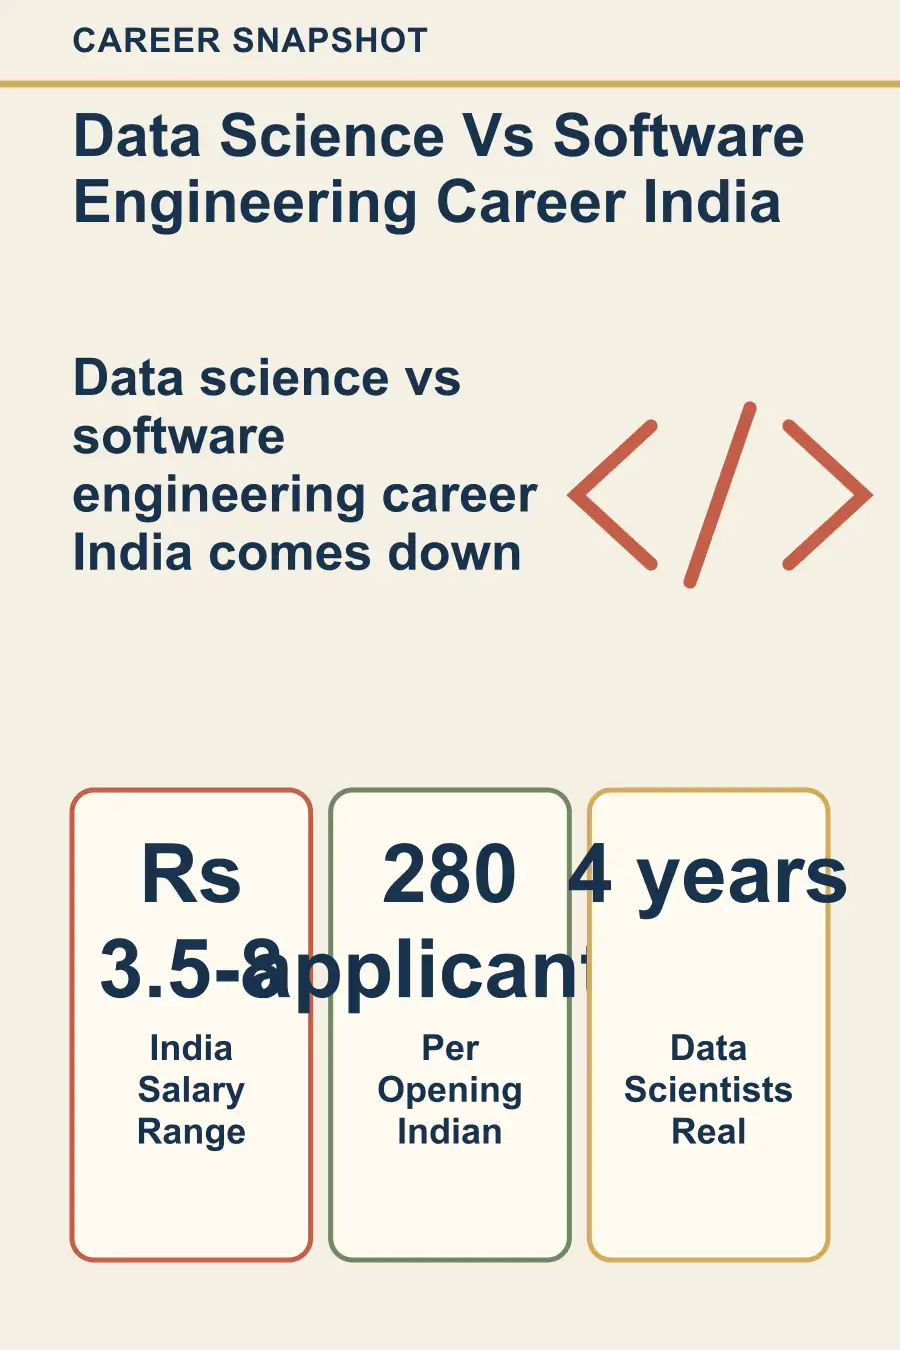 CAREER SNAPSHOT
Data Science Vs Software
Engineering Career India
Data science vs
software
engineering career
India comes down
Rs
3.5-8
India
Salary
Range
280
applicant
Per
Opening
Indian
4 years
Data
Scientists
Real